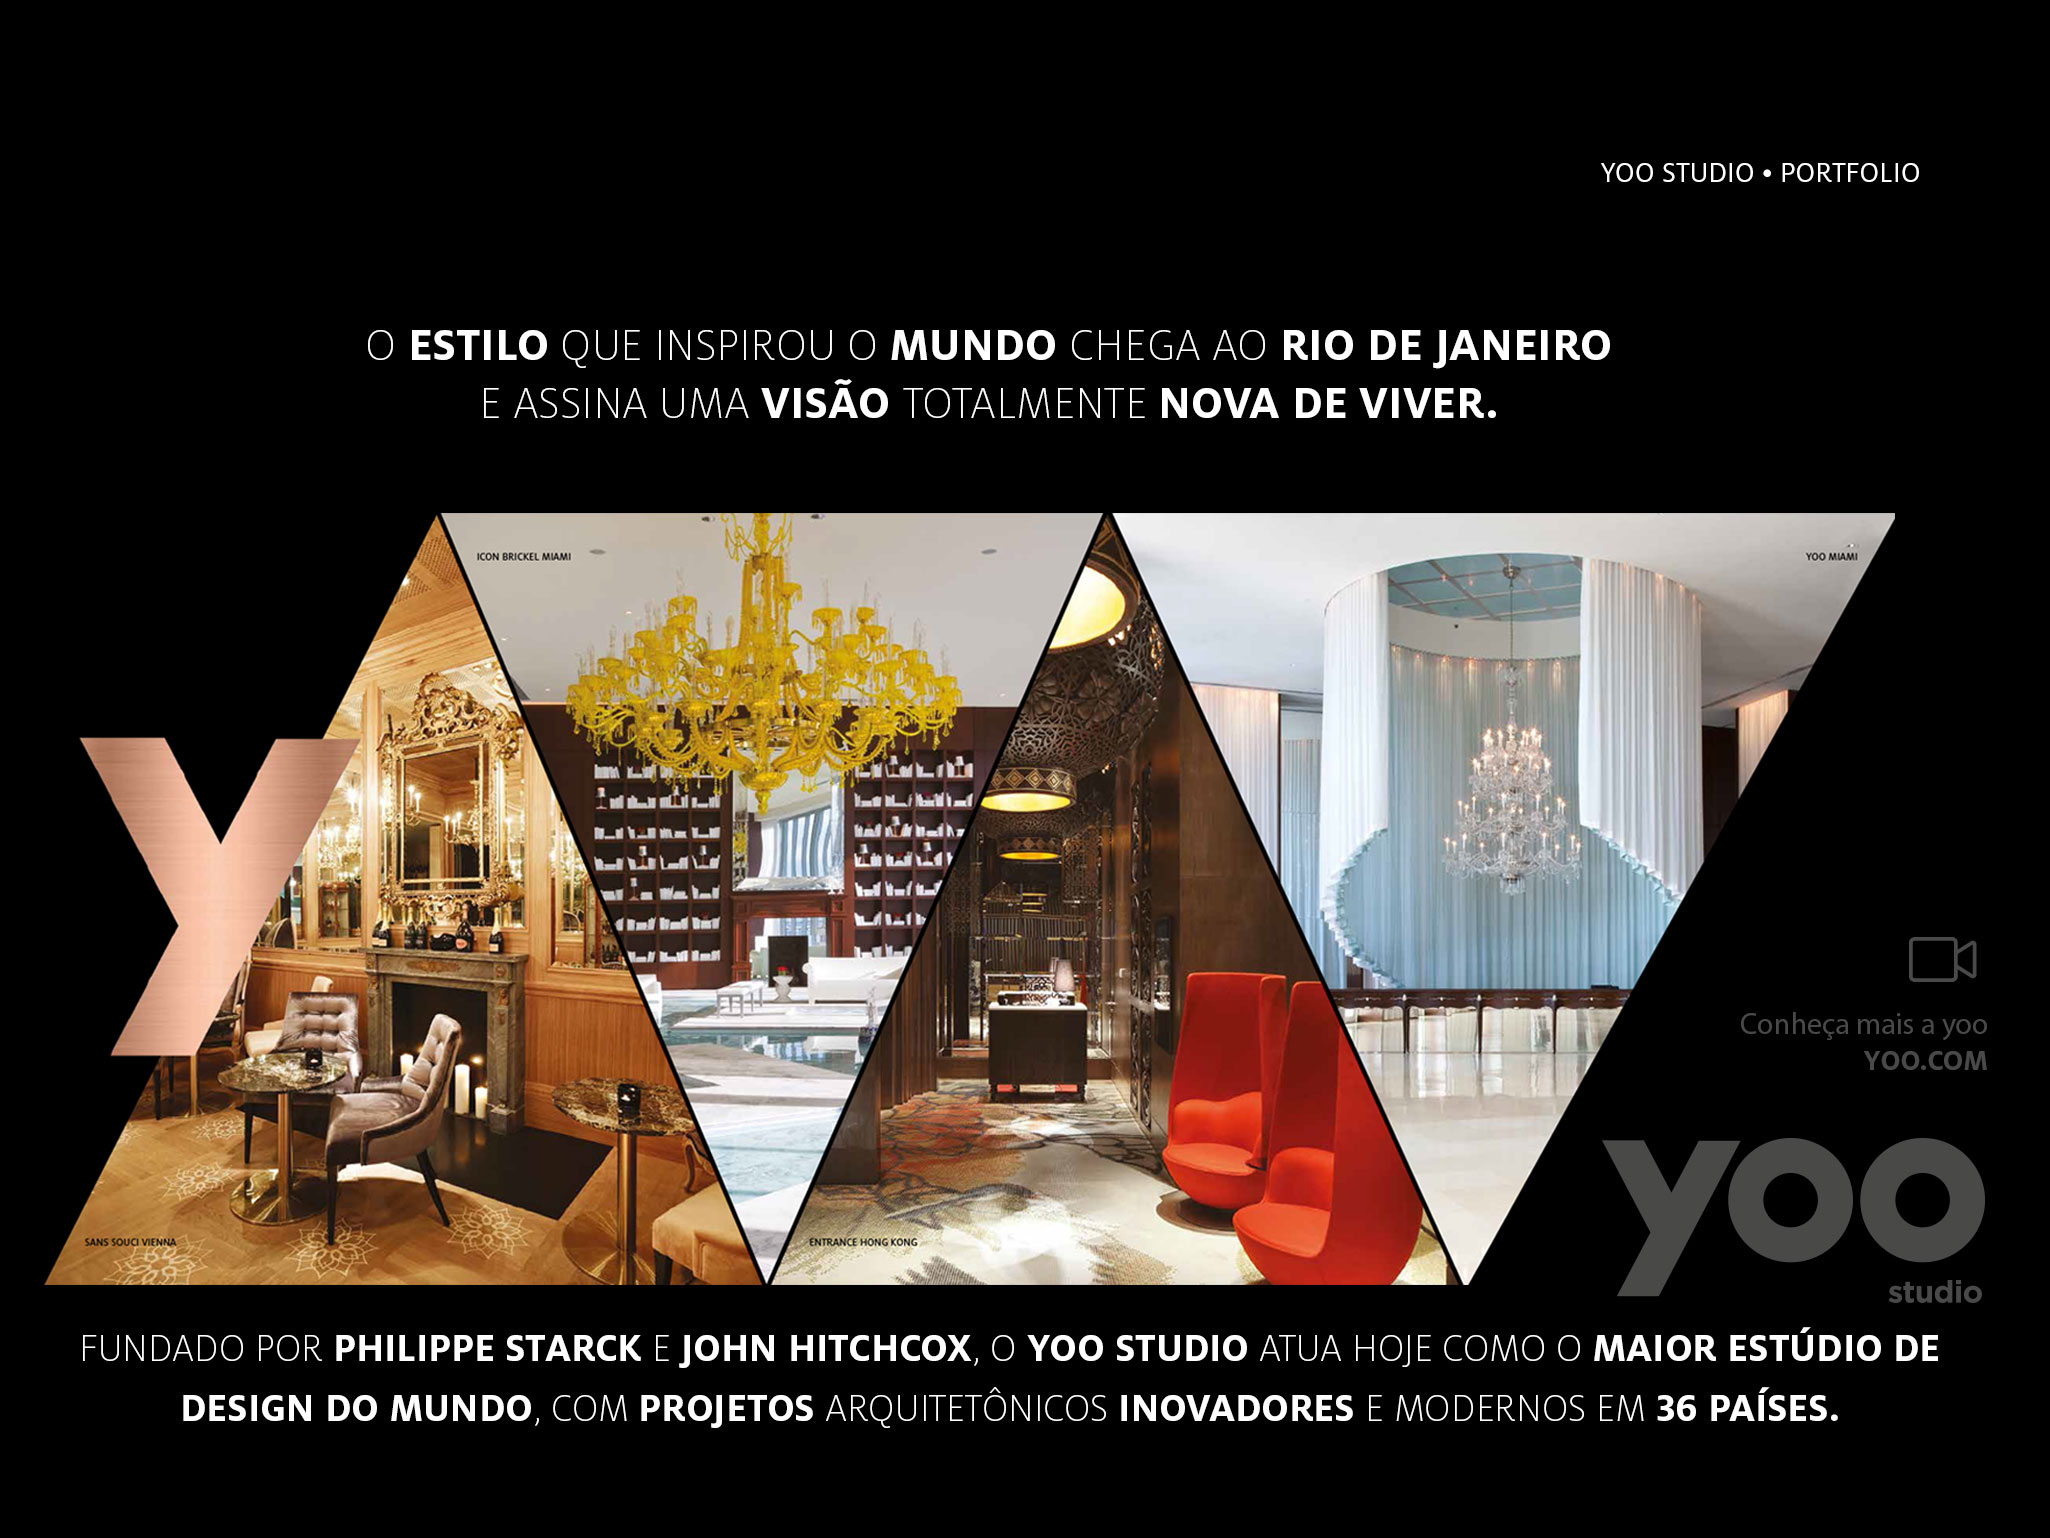 YOO STUDIO • PORTFOLIO
O ESTILO QUE INSPIROU O MUNDO CHEGA AO RIO DE JANEIRO
E ASSINA UMA VISÃO TOTALMENTE NOVA DE VIVER.
ICON BRICKEL MIAMI
YOO MIAMI
Y
SANS SOUCI VIENNA
ENTRANCE HONG KONG
Conheça mais a yoo
YOO.COM
yoo
studio
FUNDADO POR PHILIPPE STARCK E JOHN HITCHCOX, O YOO STUDIO ATUA HOJE COMO O MAIOR ESTÚDIO DE
DESIGN DO MUNDO, COM PROJETOS ARQUITETÔNICOS INOVADORES E MODERNOS EM 36 PAÍSES.